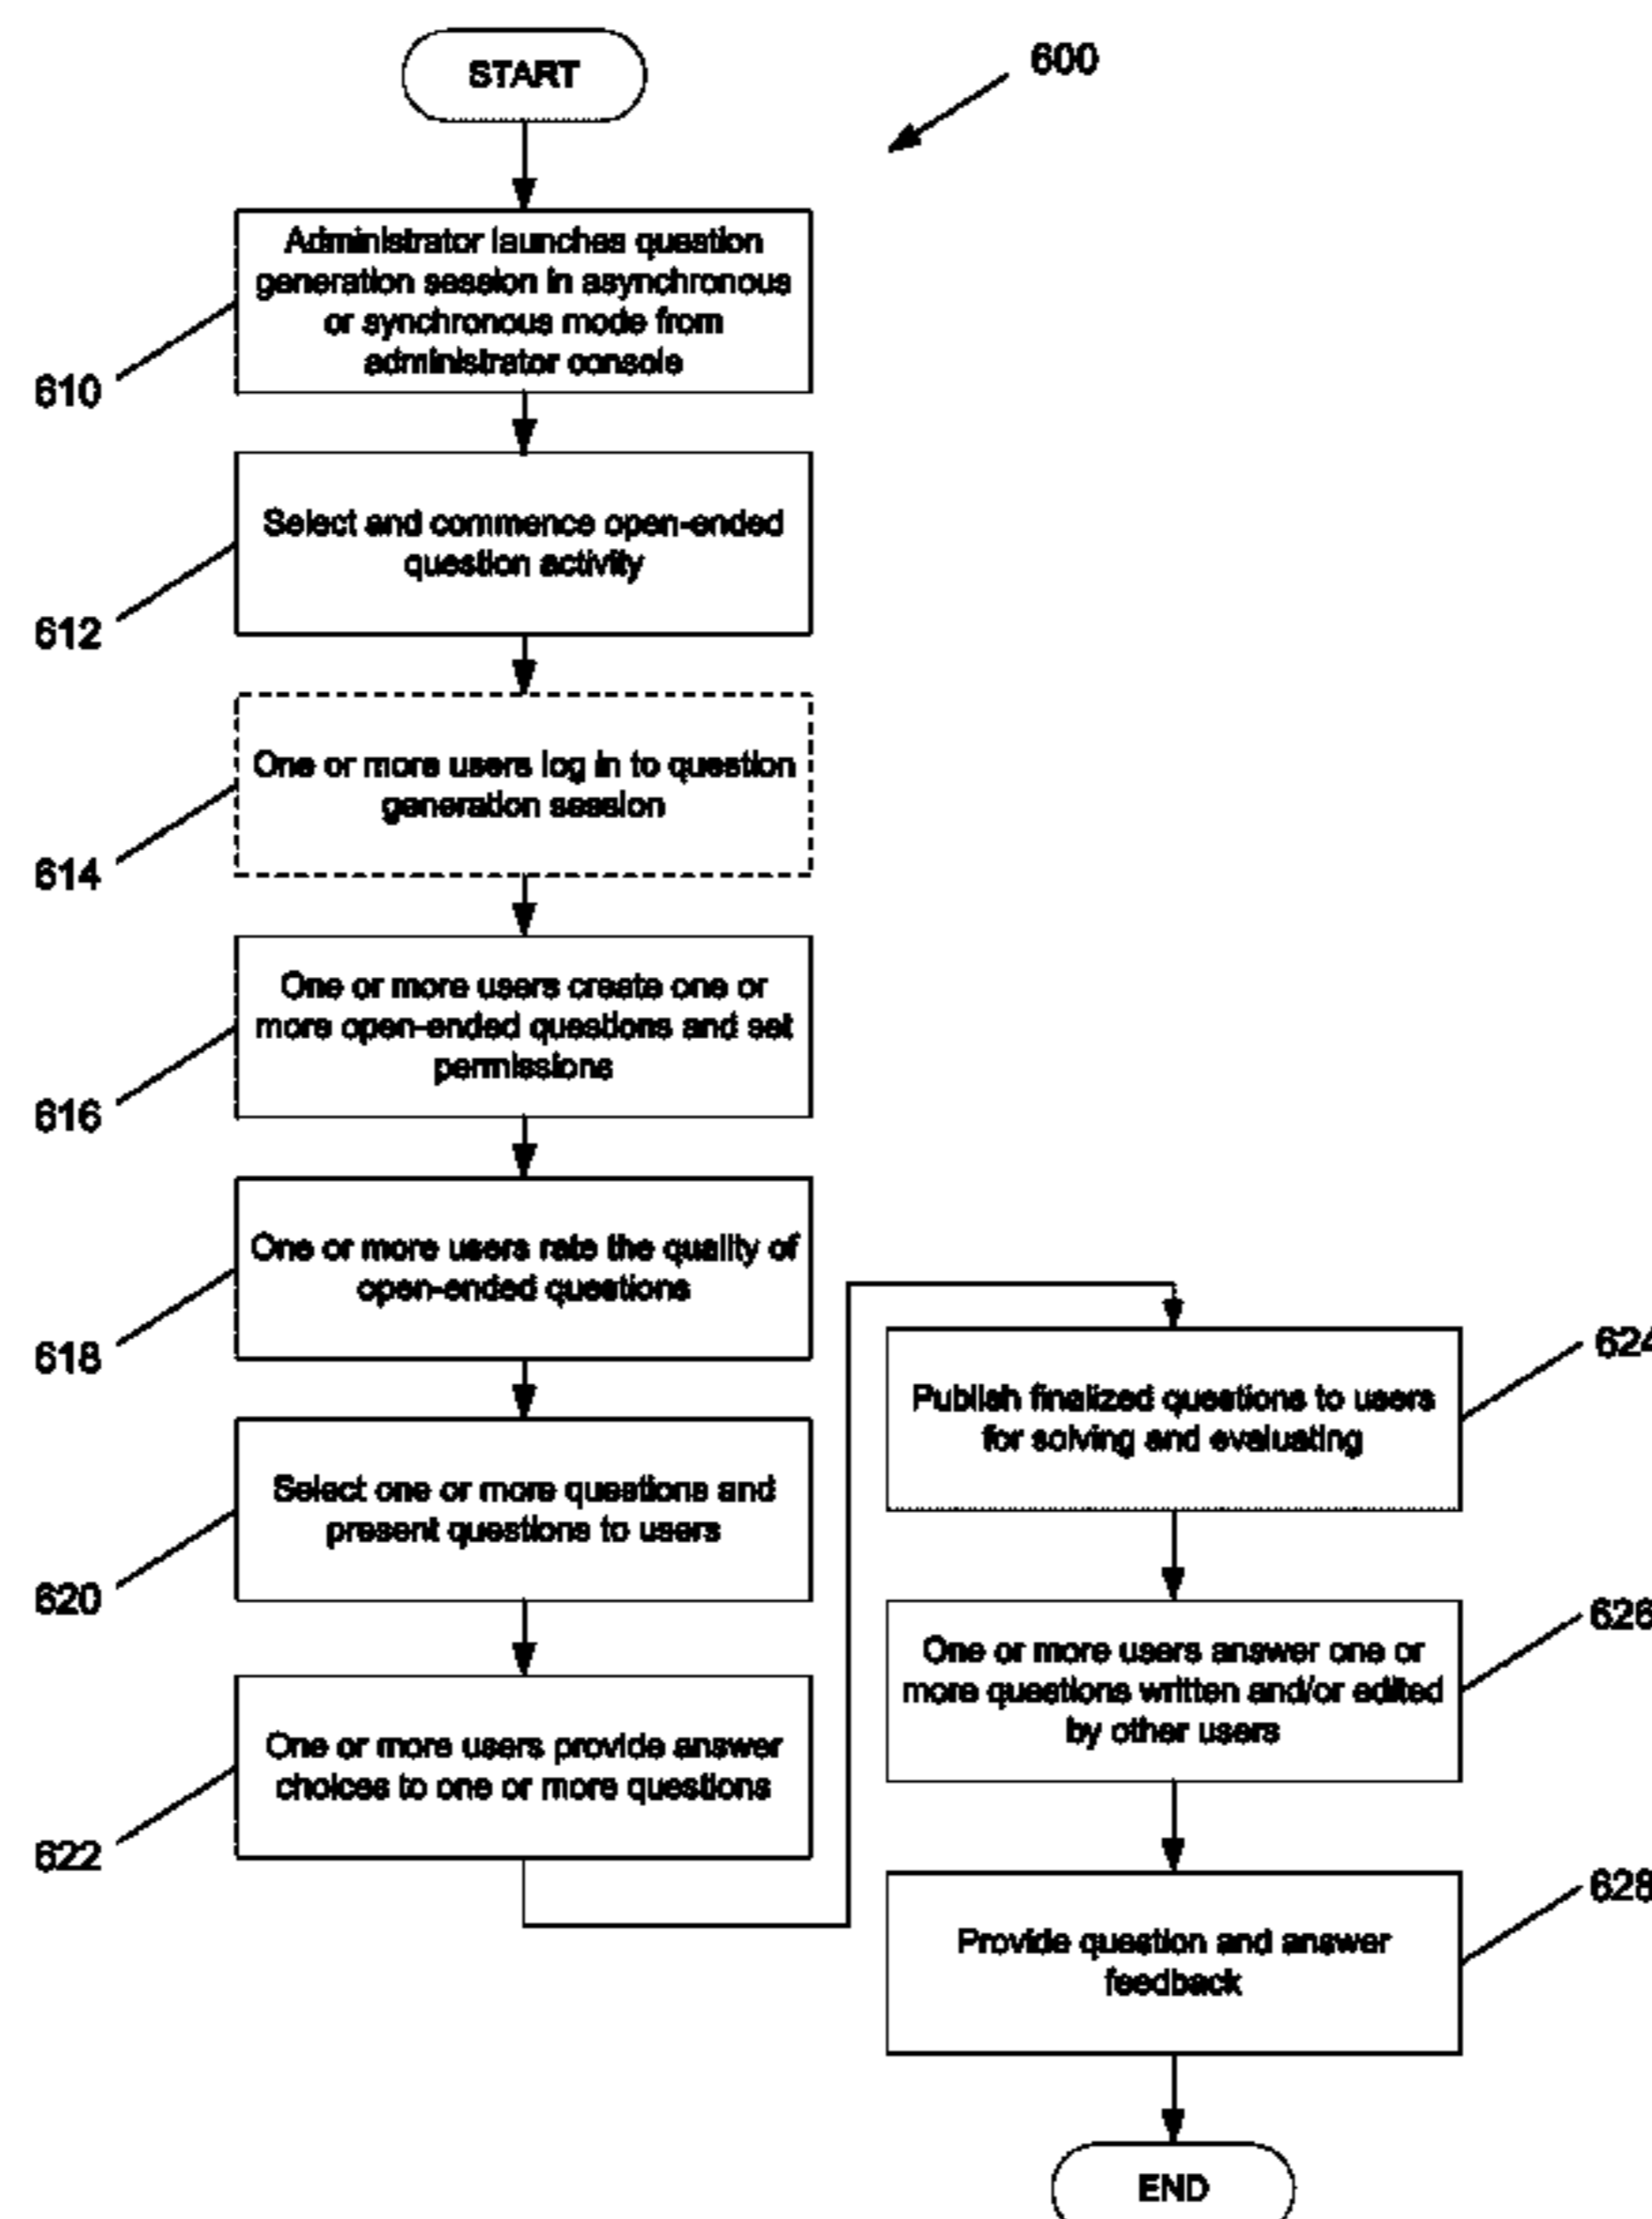 START
600
Administrator launches question
generation session in asynchronous
or synchronous mode from
administrator console
610
Select and commence open-ended
question activity
612
One or more users log in to question
generation session
614
One or more users create one or
more open-ended questions and set
permissions
616
One or more users rate the quality of
open-ended questions
618
Select one or more questions and
present questions to users
620
One or more users provide answer
choices to one or more questions
622
Publish finalized questions to users
for solving and evaluating
624
One or more users answer one or
more questions written and/or edited
by other users
626
Provide question and answer
feedback
628
END